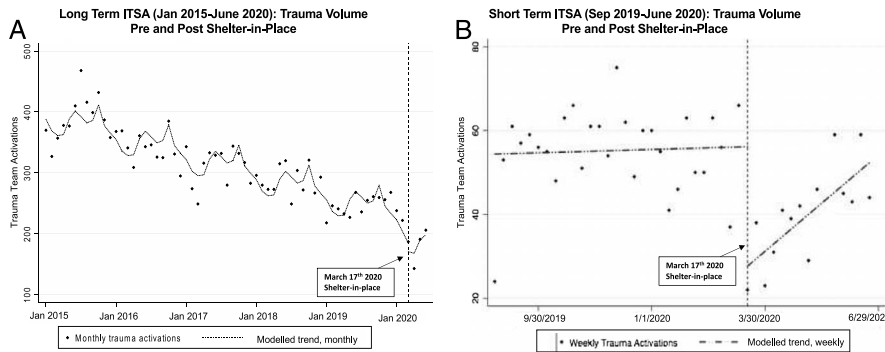 A
Long Term ITSA (Jan 2015-June 2020): Trauma Volume
Pre and Post Shelter-in-Place
500
400
300
200
100
Trauma Team Activations
March 17th 2020
Shelter-in-place
Jan 2015
Jan 2016
Jan 2017
Jan 2018
Jan 2019
Jan 2020
Monthly trauma activations
Modelled trend, monthly
B
Short Term ITSA (Sep 2019-June 2020): Trauma Volume
Pre and Post Shelter-in-Place
80
60
40
20
Trauma Team Activations
March 17th 2020
Shelter-in-place
9/30/2019
1/1/2020
3/30/2020
6/29/202
Weekly Trauma Activations
Modelled trend, weekly